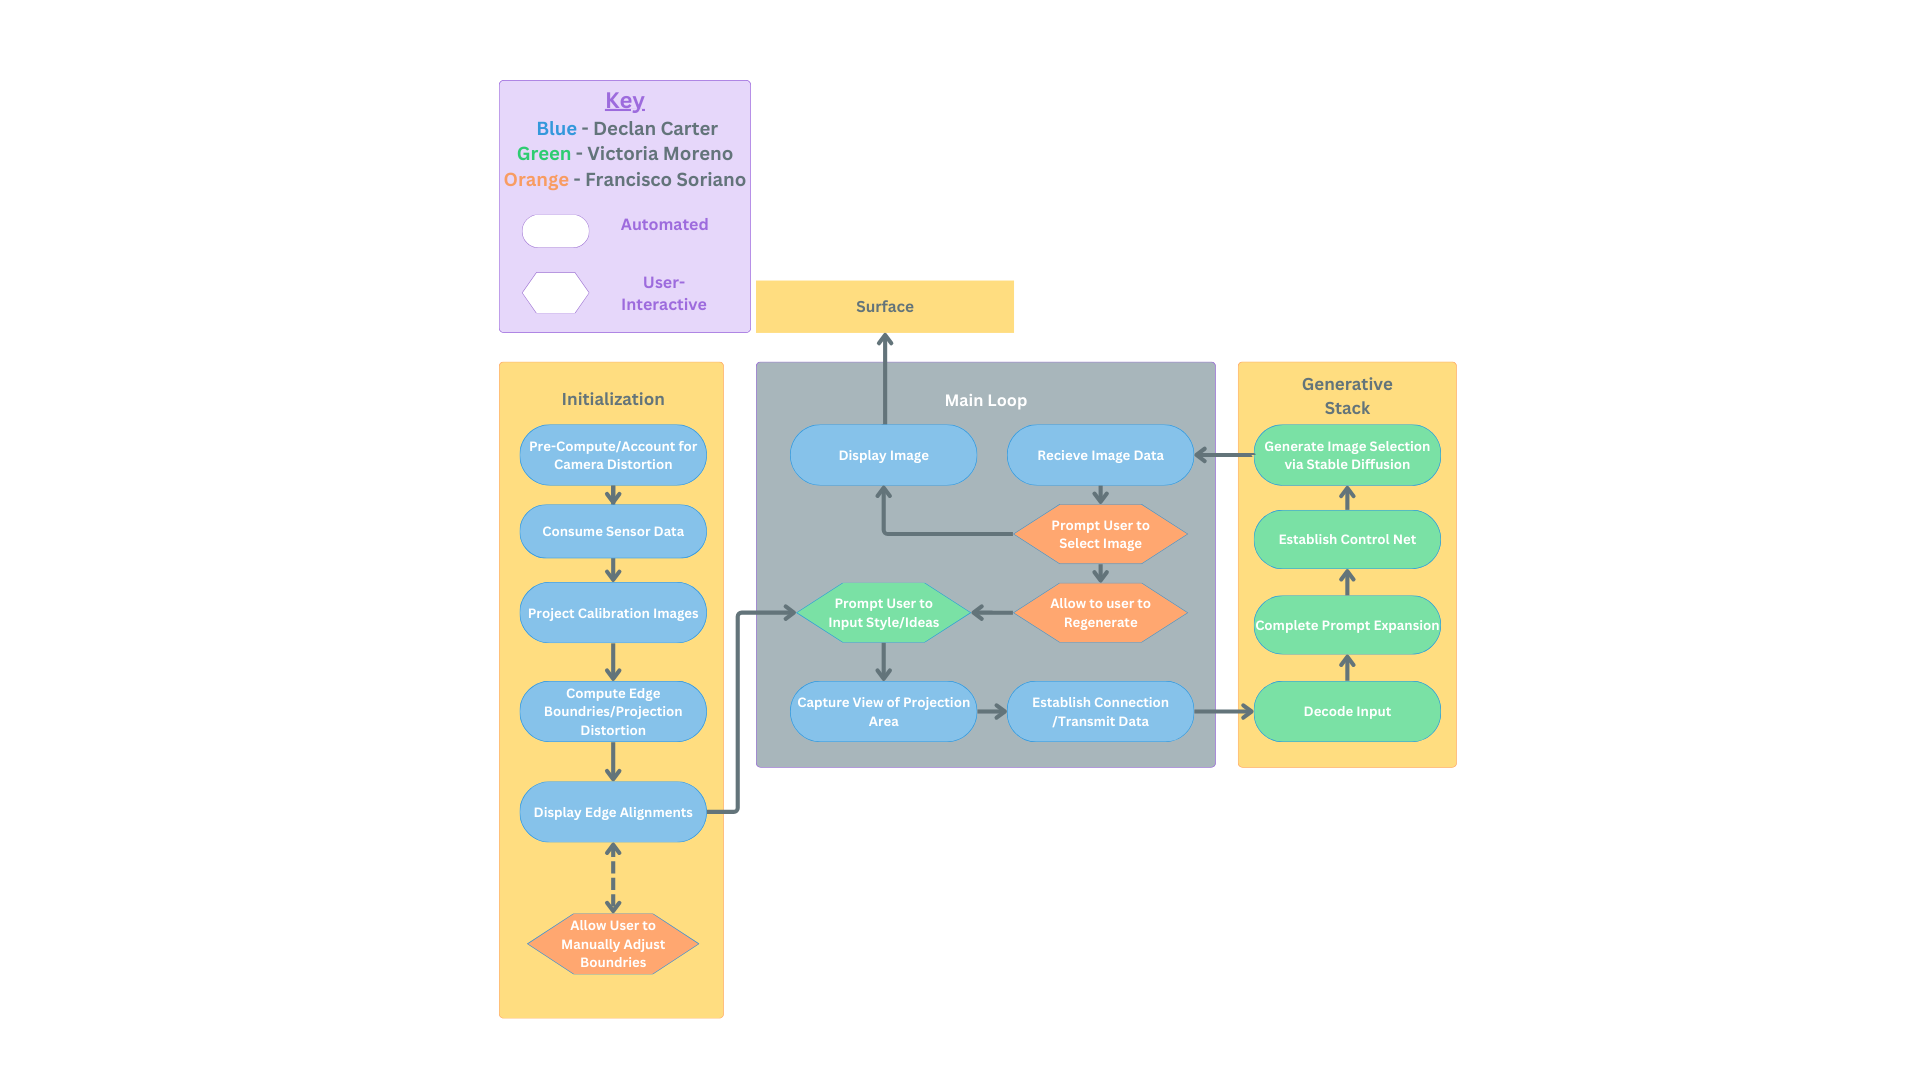 Key
Blue - Declan Carter
Green - Victoria Moreno
Orange - Francisco Soriano
Automated
User-
Interactive
Surface
Initialization
Pre-Compute/Account for
Camera Distortion
Consume Sensor Data
Project Calibration Images
Compute Edge
Boundries/Projection
Distortion
Display Edge Alignments
Allow User to
Manually Adjust
Boundries
Main Loop
Display Image
Recieve Image Data
Prompt User to
Select Image
Prompt User to
Input Style/Ideas
Allow to user to
Regenerate
Capture View of Projection
Area
Establish Connection
/Transmit Data
Generative
Stack
Generate Image Selection
via Stable Diffusion
Establish Control Net
Complete Prompt Expansion
Decode Input